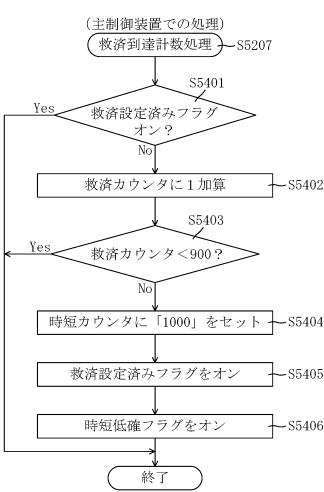 (主制御装置での処理)
救済到達計数処理
S5207
S5401
Yes
救済設定済みフラグ
オン?
No
救済カウンタに1加算
S5402
S5403
Yes
救済カウンタ<900?
No
時短カウンタに「1000」をセット
S5404
救済設定済みフラグをオン
S5405
時短低確フラグをオン
S5406
終了